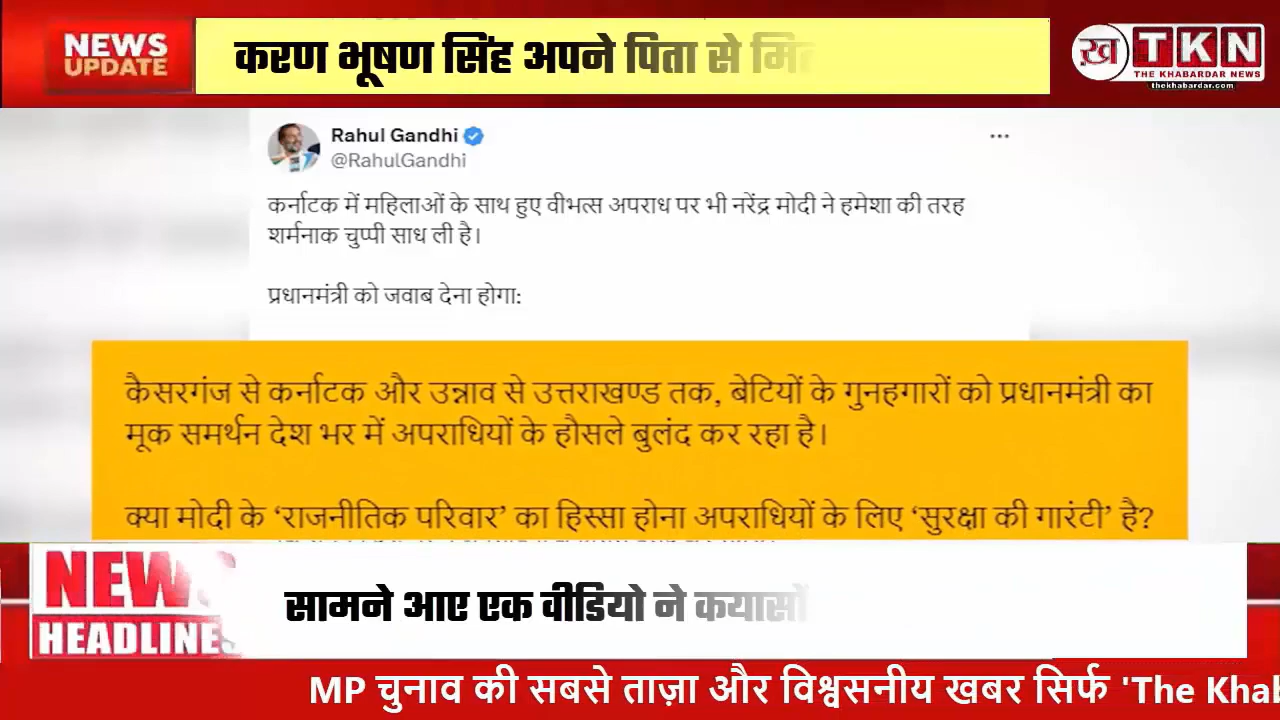 NEWS
UPDATE
करण भूषण सिंह अपने पिता से
ख़
TKN
THE KHABARDAR NEWS
thekhabardar.com
Rahul Gandhi
@RahulGandhi
कर्नाटक में महिलाओं के साथ हुए वीभत्स अपराध पर भी नरेंद्र मोदी ने हमेशा की तरह
शर्मनाक चुप्पी साध ली है।
प्रधानमंत्री को जवाब देना होगा:
कैसरगंज से कर्नाटक और उन्नाव से उत्तराखण्ड तक, बेटियों के गुनहगारों को प्रधानमंत्री का
मूक समर्थन देश भर में अपराधियों के हौसले बुलंद कर रहा है।
क्या मोदी के ‘राजनीतिक परिवार’ का हिस्सा होना अपराधियों के लिए ‘सुरक्षा की गारंटी’ है?
NEWS
HEADLINES
सामने आए एक वीडियो ने कयासों
MP चुनाव की सबसे ताज़ा और विश्वसनीय खबर सिर्फ 'The Khab